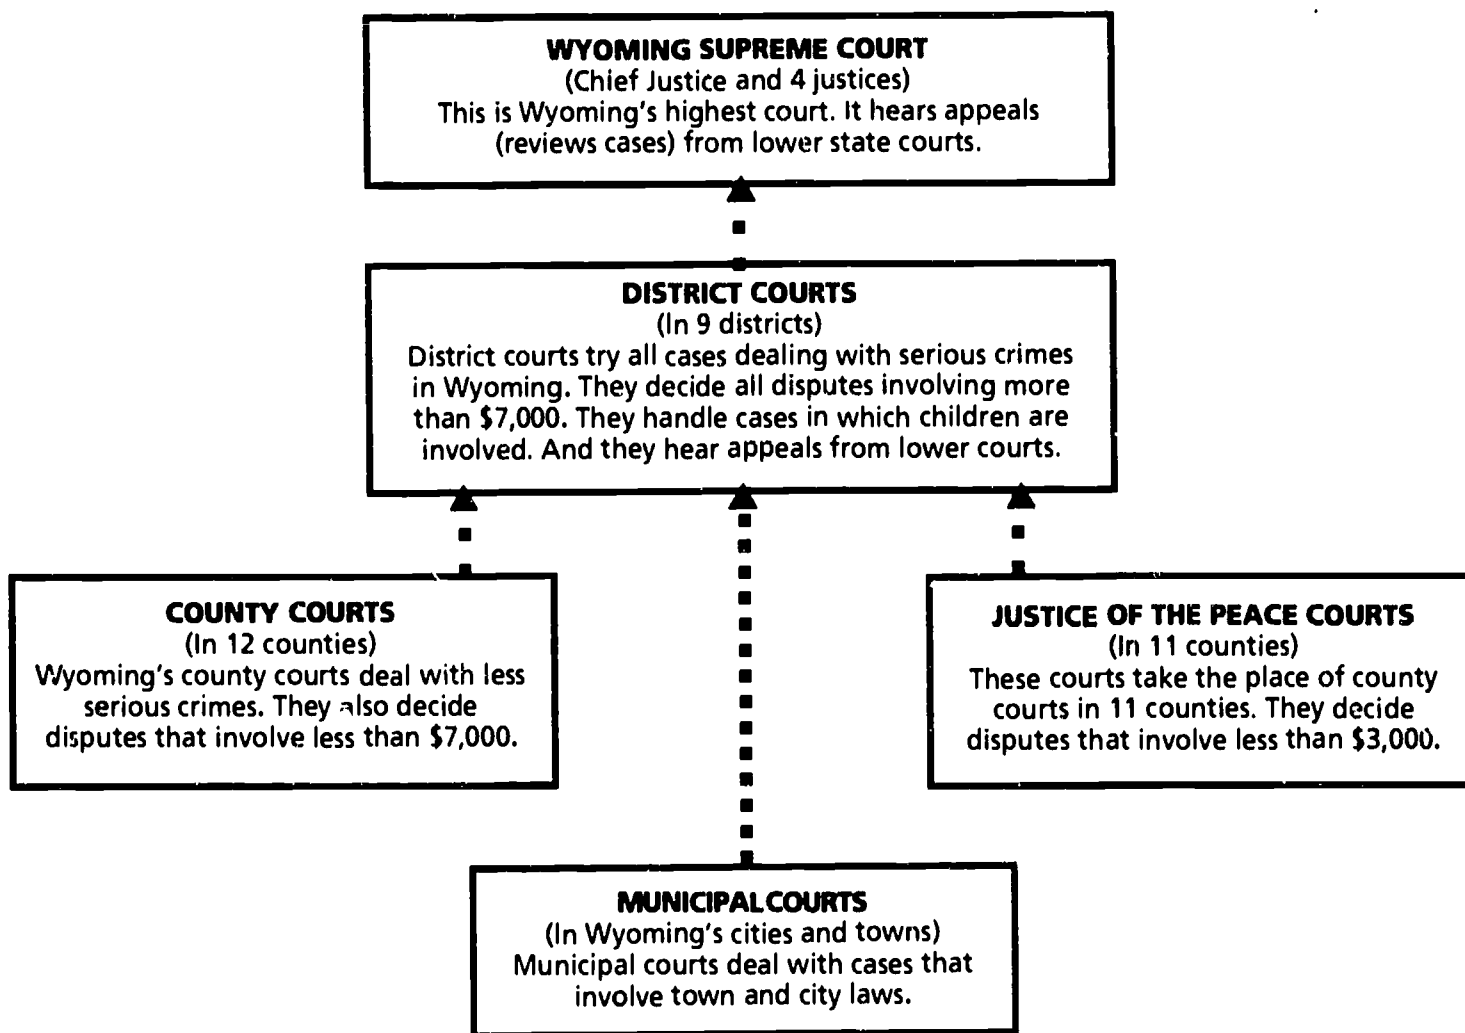 WYOMING SUPREME COURT
(Chief Justice and 4 justices)
This is Wyoming's highest court. It hears appeals
(reviews cases) from lower state courts.
DISTRICT COURTS
(In 9 districts)
District courts try all cases dealing with serious crimes
in Wyoming. They decide all disputes involving more
than $7,000. They handle cases in which children are
involved. And they hear appeals from lower courts.
COUNTY COURTS
(In 12 counties)
Wyoming's county courts deal with less
serious crimes. They also decide
disputes that involve less than $7,000.
JUSTICE OF THE PEACE COURTS
(In 11 counties)
These courts take the place of county
courts in 11 counties. They decide
disputes that involve less than $3,000.
MUNICIPAL COURTS
(In Wyoming's cities and towns)
Municipal courts deal with cases that
involve town and city laws.